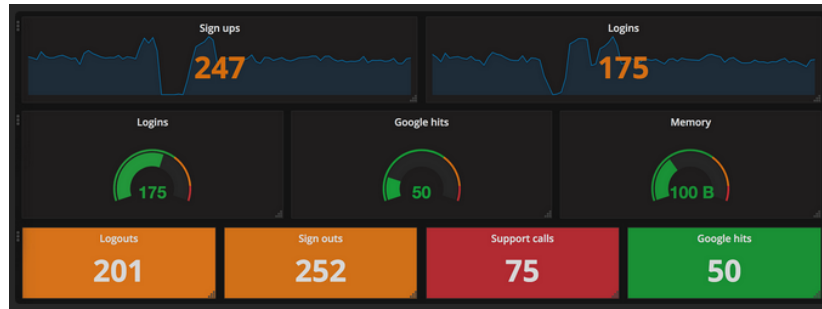 Sign ups
247
Logins
175
Logins
175
Google hits
50
Memory
100 B
Logouts
201
Sign outs
252
Support calls
75
Google hits
50